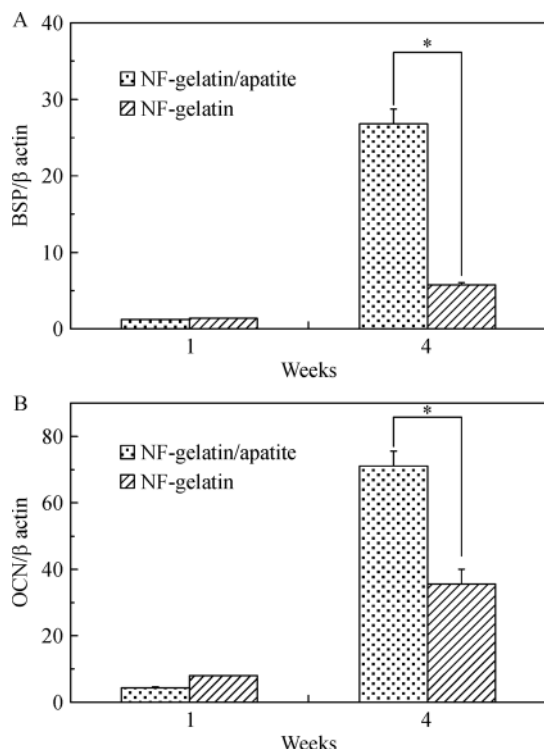 A
40
30
20
10
0
BSP/β actin
NF-gelatin/apatite
NF-gelatin
*
1 4
Weeks
B
80
60
40
20
0
OCN/β actin
NF-gelatin/apatite
NF-gelatin
*
1 4
Weeks